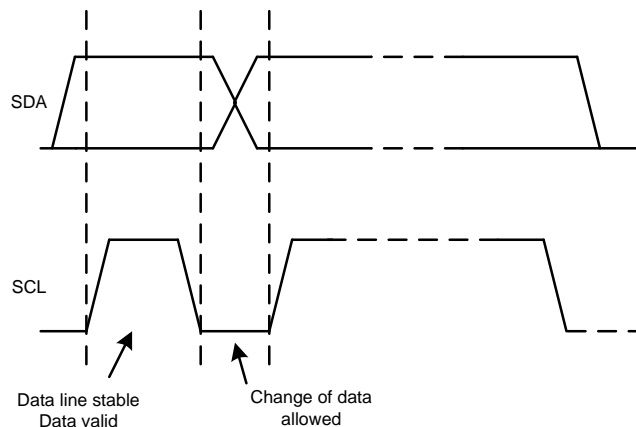 SDA
SCL
Data line stable
Data valid
Change of data
allowed